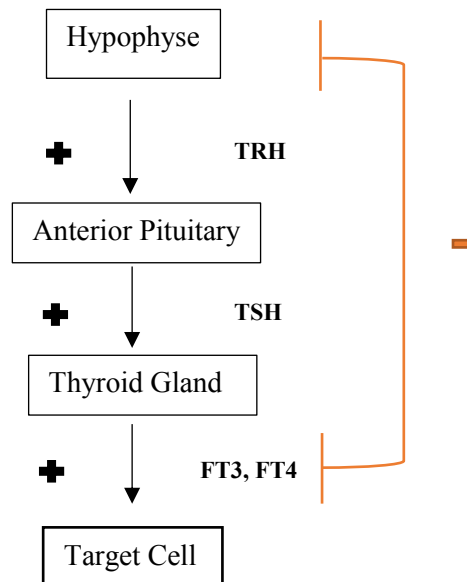 Hypophyse
TRH
Anterior Pituitary
TSH
Thyroid Gland
FT3, FT4
Target Cell